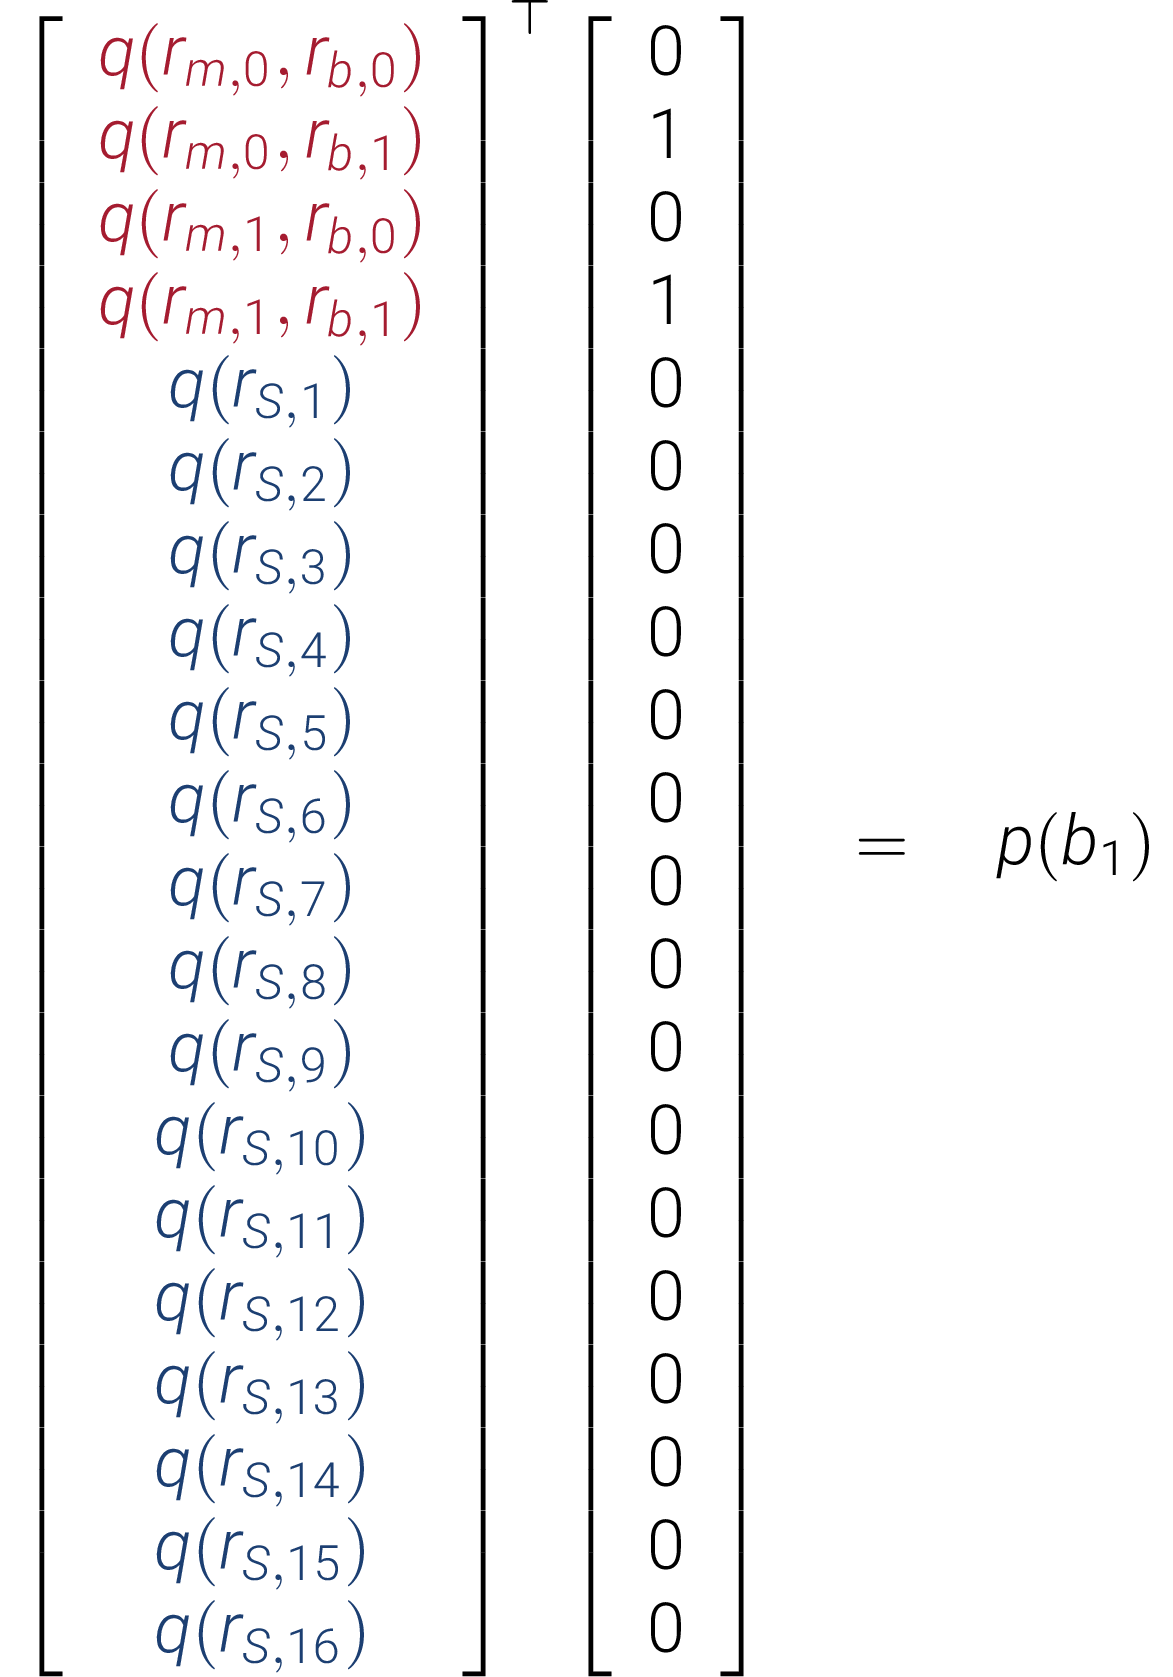 ⊤
q(r_{m,0}, r_{b,0}) 0
q(r_{m,0}, r_{b,1}) 1
q(r_{m,1}, r_{b,0}) 0
q(r_{m,1}, r_{b,1}) 1
q(r_{S,1}) 0
q(r_{S,2}) 0
q(r_{S,3}) 0
q(r_{S,4}) 0
q(r_{S,5}) 0
q(r_{S,6}) 0 = p(b_1)
q(r_{S,7}) 0
q(r_{S,8}) 0
q(r_{S,9}) 0
q(r_{S,10}) 0
q(r_{S,11}) 0
q(r_{S,12}) 0
q(r_{S,13}) 0
q(r_{S,14}) 0
q(r_{S,15}) 0
q(r_{S,16}) 0